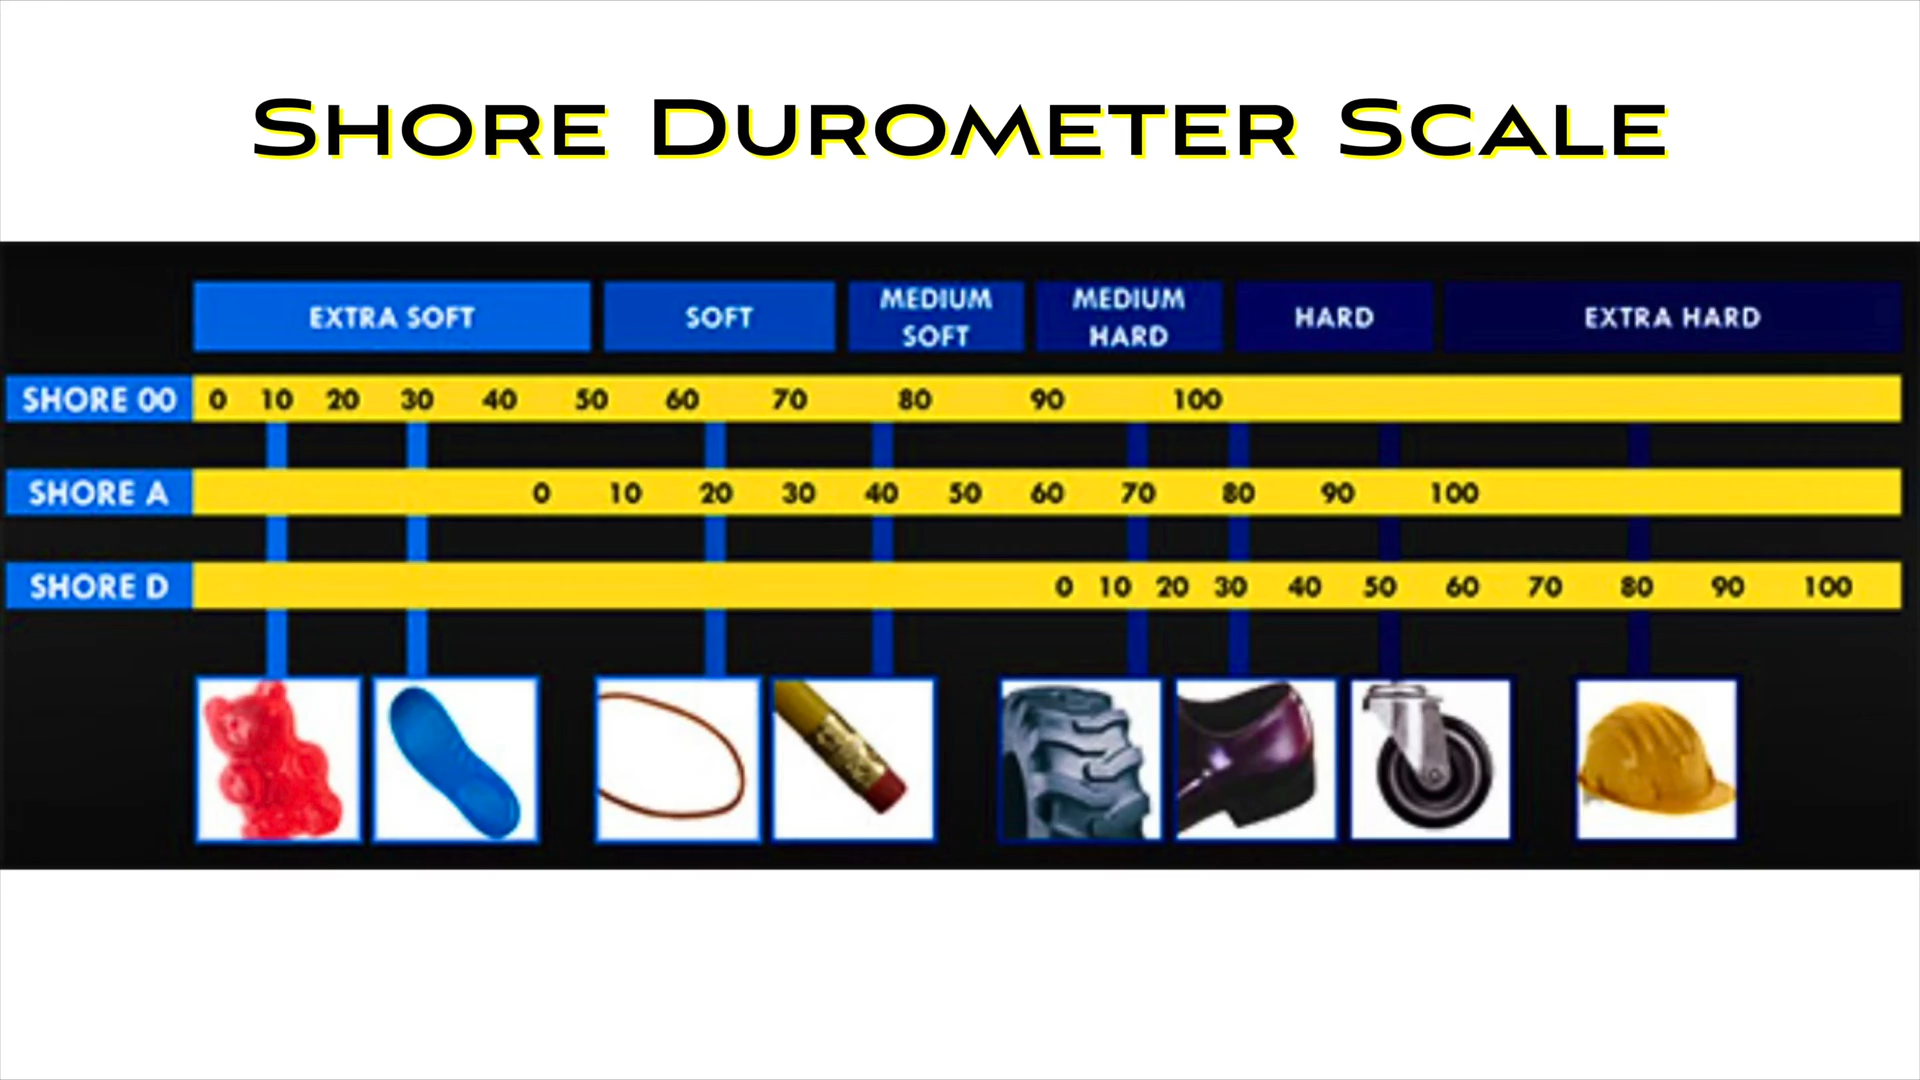 SHORE DUROMETER SCALE
EXTRA SOFT
SOFT
MEDIUM
SOFT
MEDIUM
HARD
HARD
EXTRA HARD
SHORE 00 0 10 20 30 40 50 60 70 80 90 100
SHORE A 0 10 20 30 40 50 60 70 80 90 100
SHORE D 0 10 20 30 40 50 60 70 80 90 100